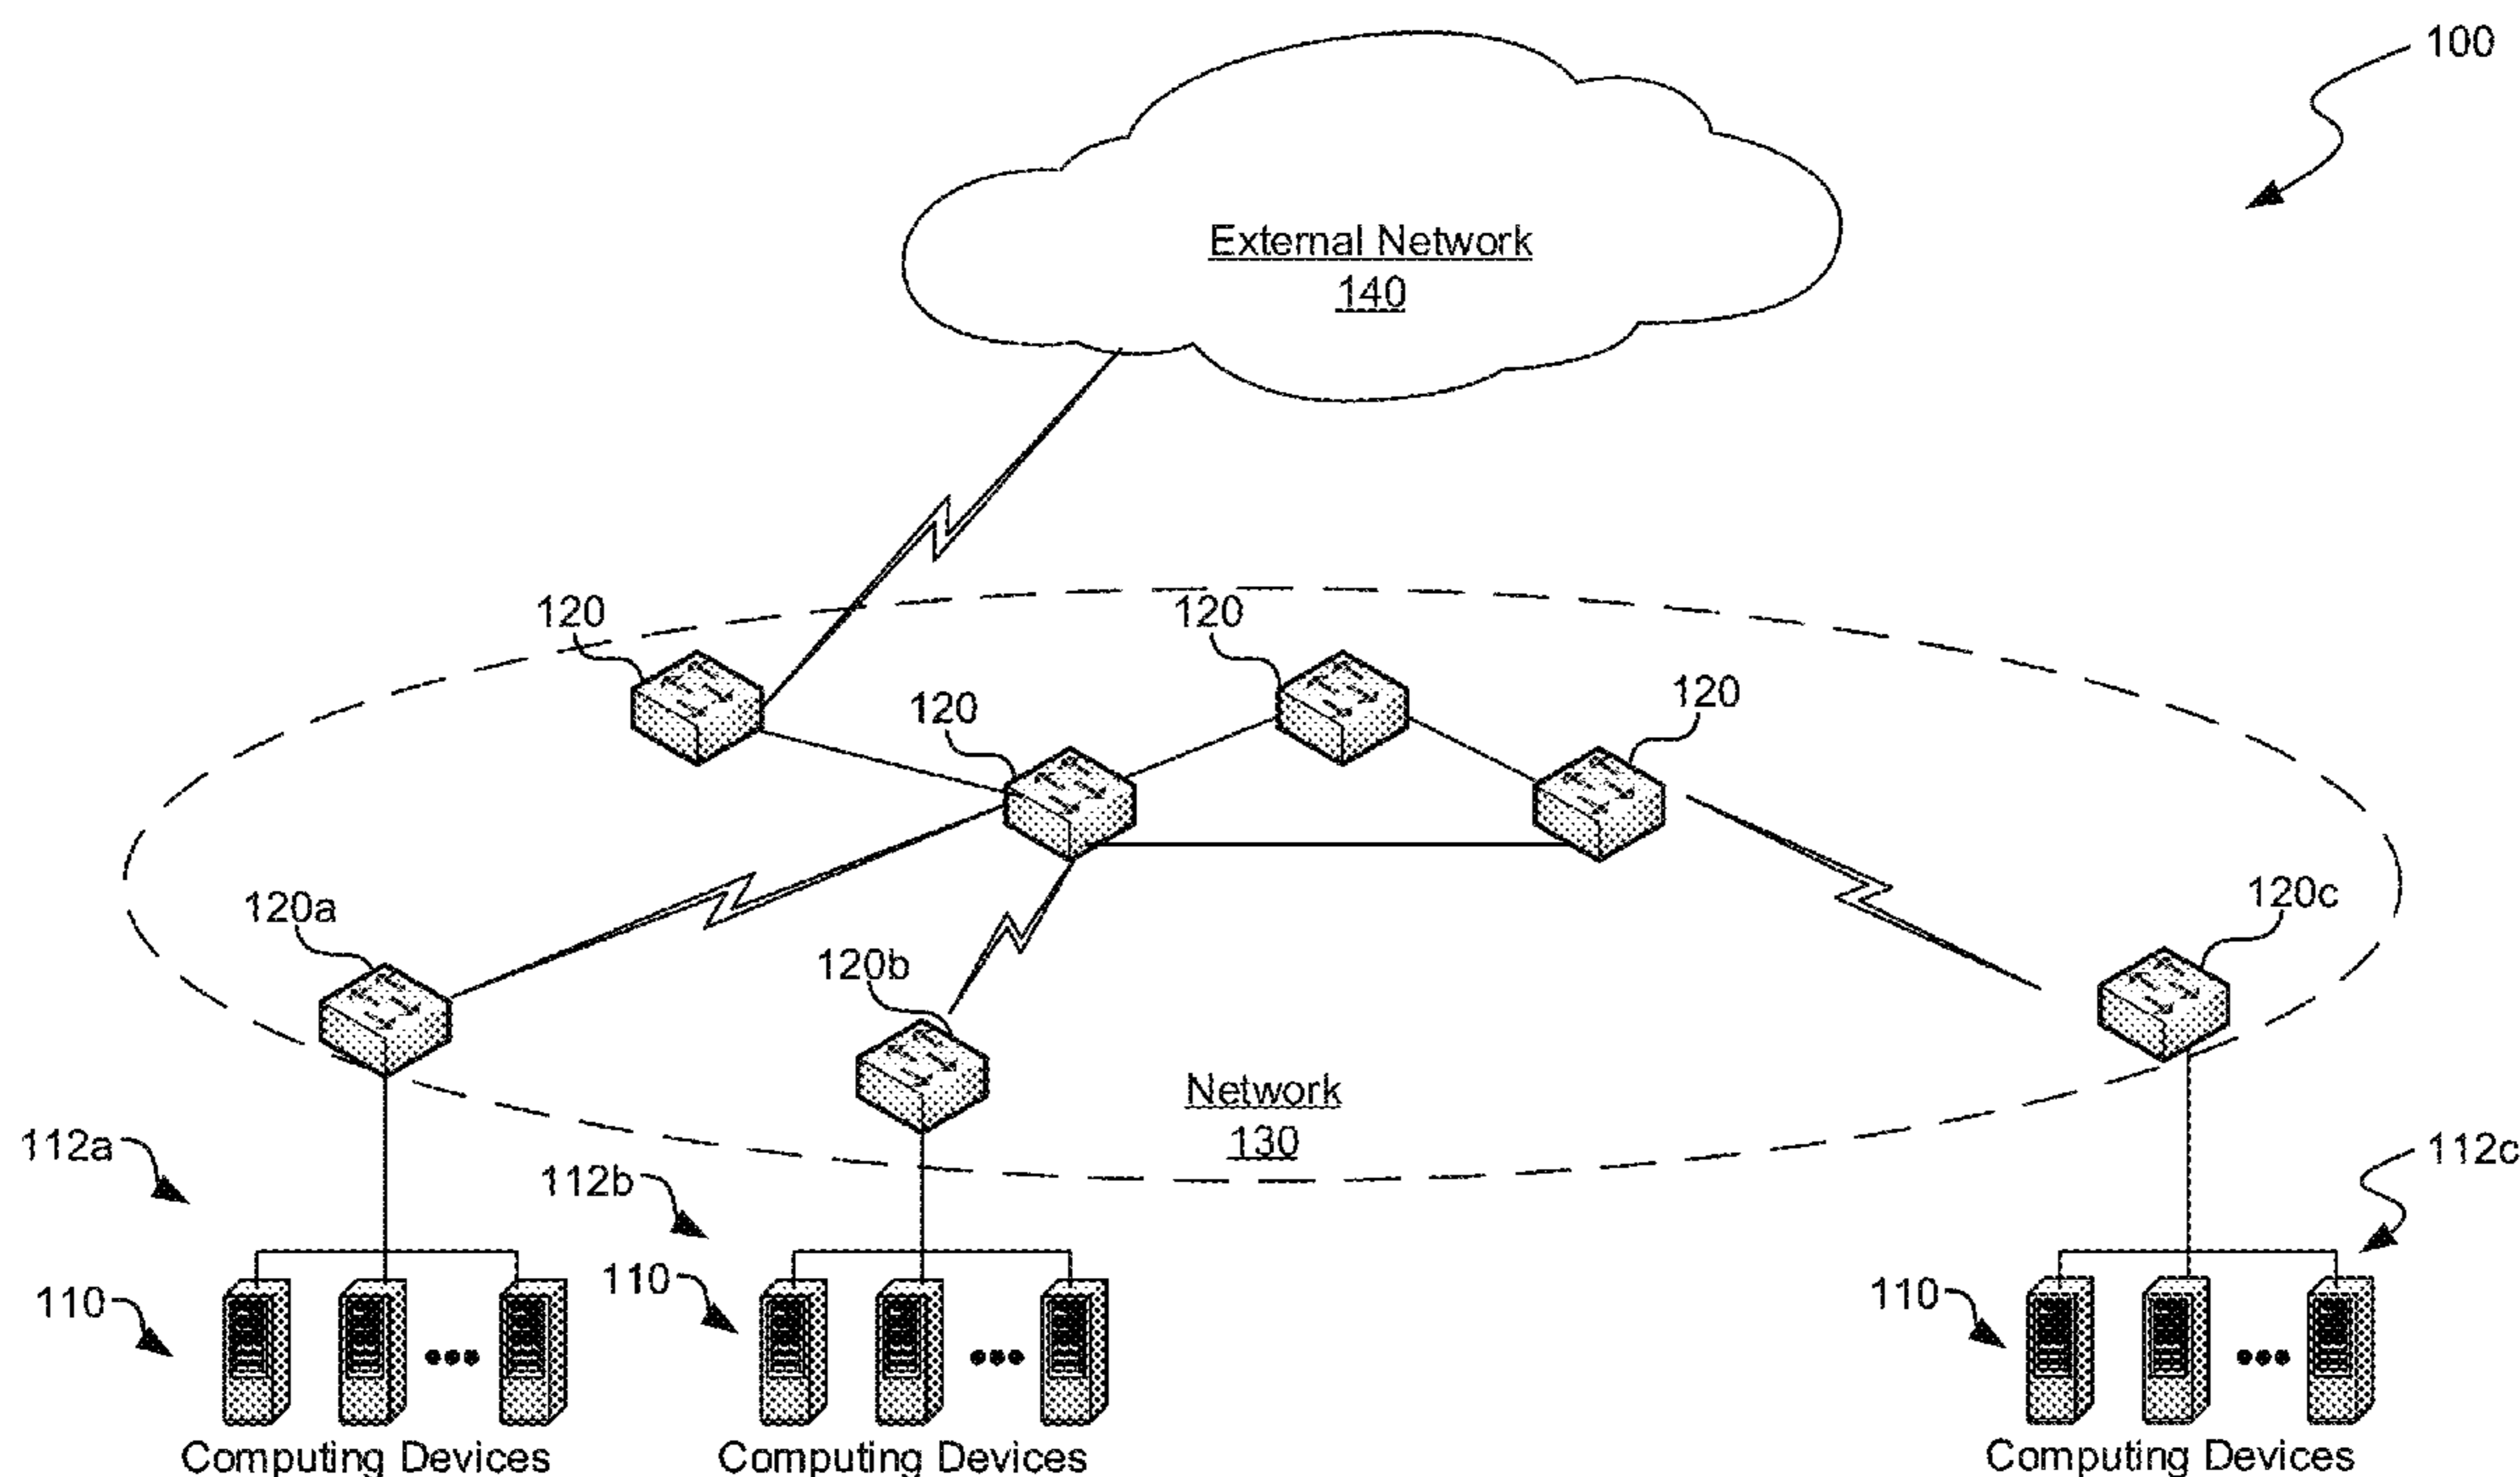 100
External Network
140
120
120
120
120
120a
120b
120c
Network
130
112a
112b
112c
110
110
110
Computing Devices
Computing Devices
Computing Devices